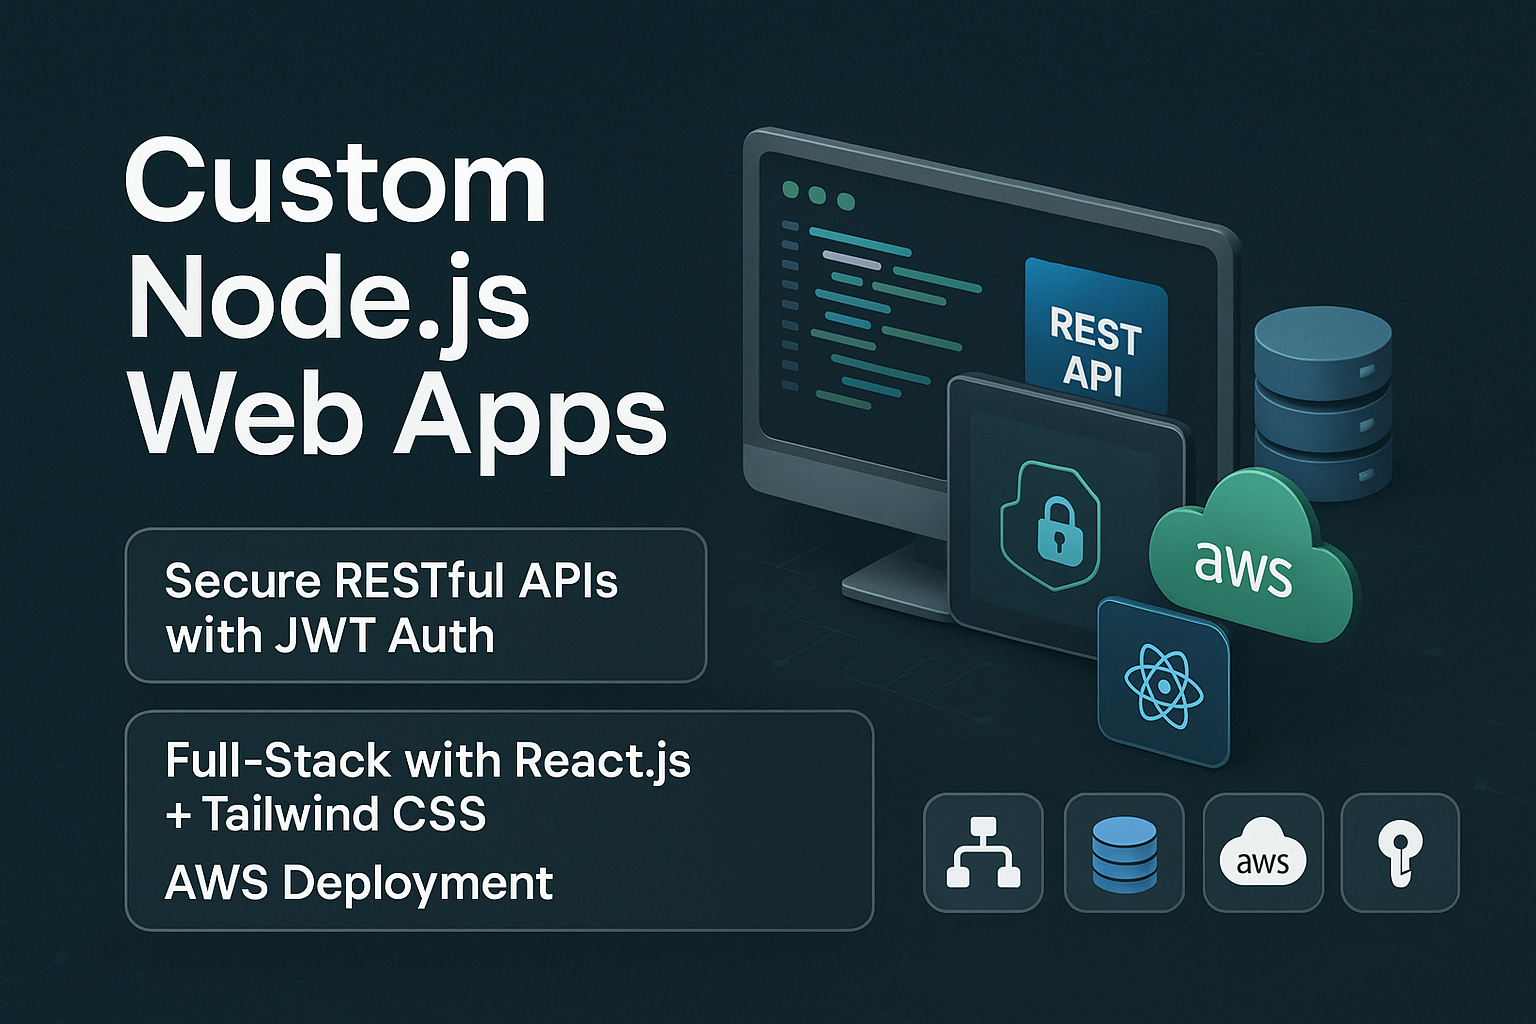 Custom
Node.js
Web Apps
Secure RESTful APIs
with JWT Auth
Full-Stack with React.js
+ Tailwind CSS
AWS Deployment
REST
API
aws
aws